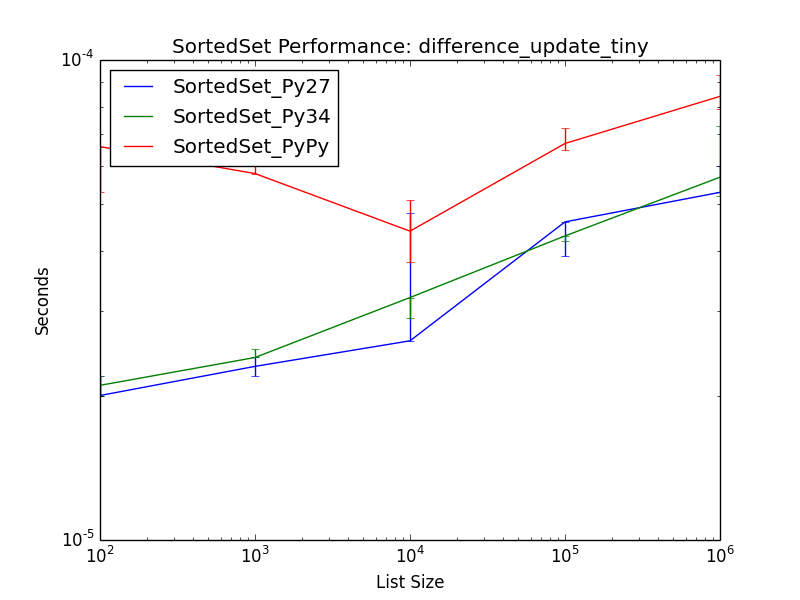 SortedSet Performance: difference_update_tiny
10^-4
SortedSet_Py27
SortedSet_Py34
SortedSet_PyPy
Seconds
10^-5
10^2 10^3 10^4 10^5 10^6
List Size